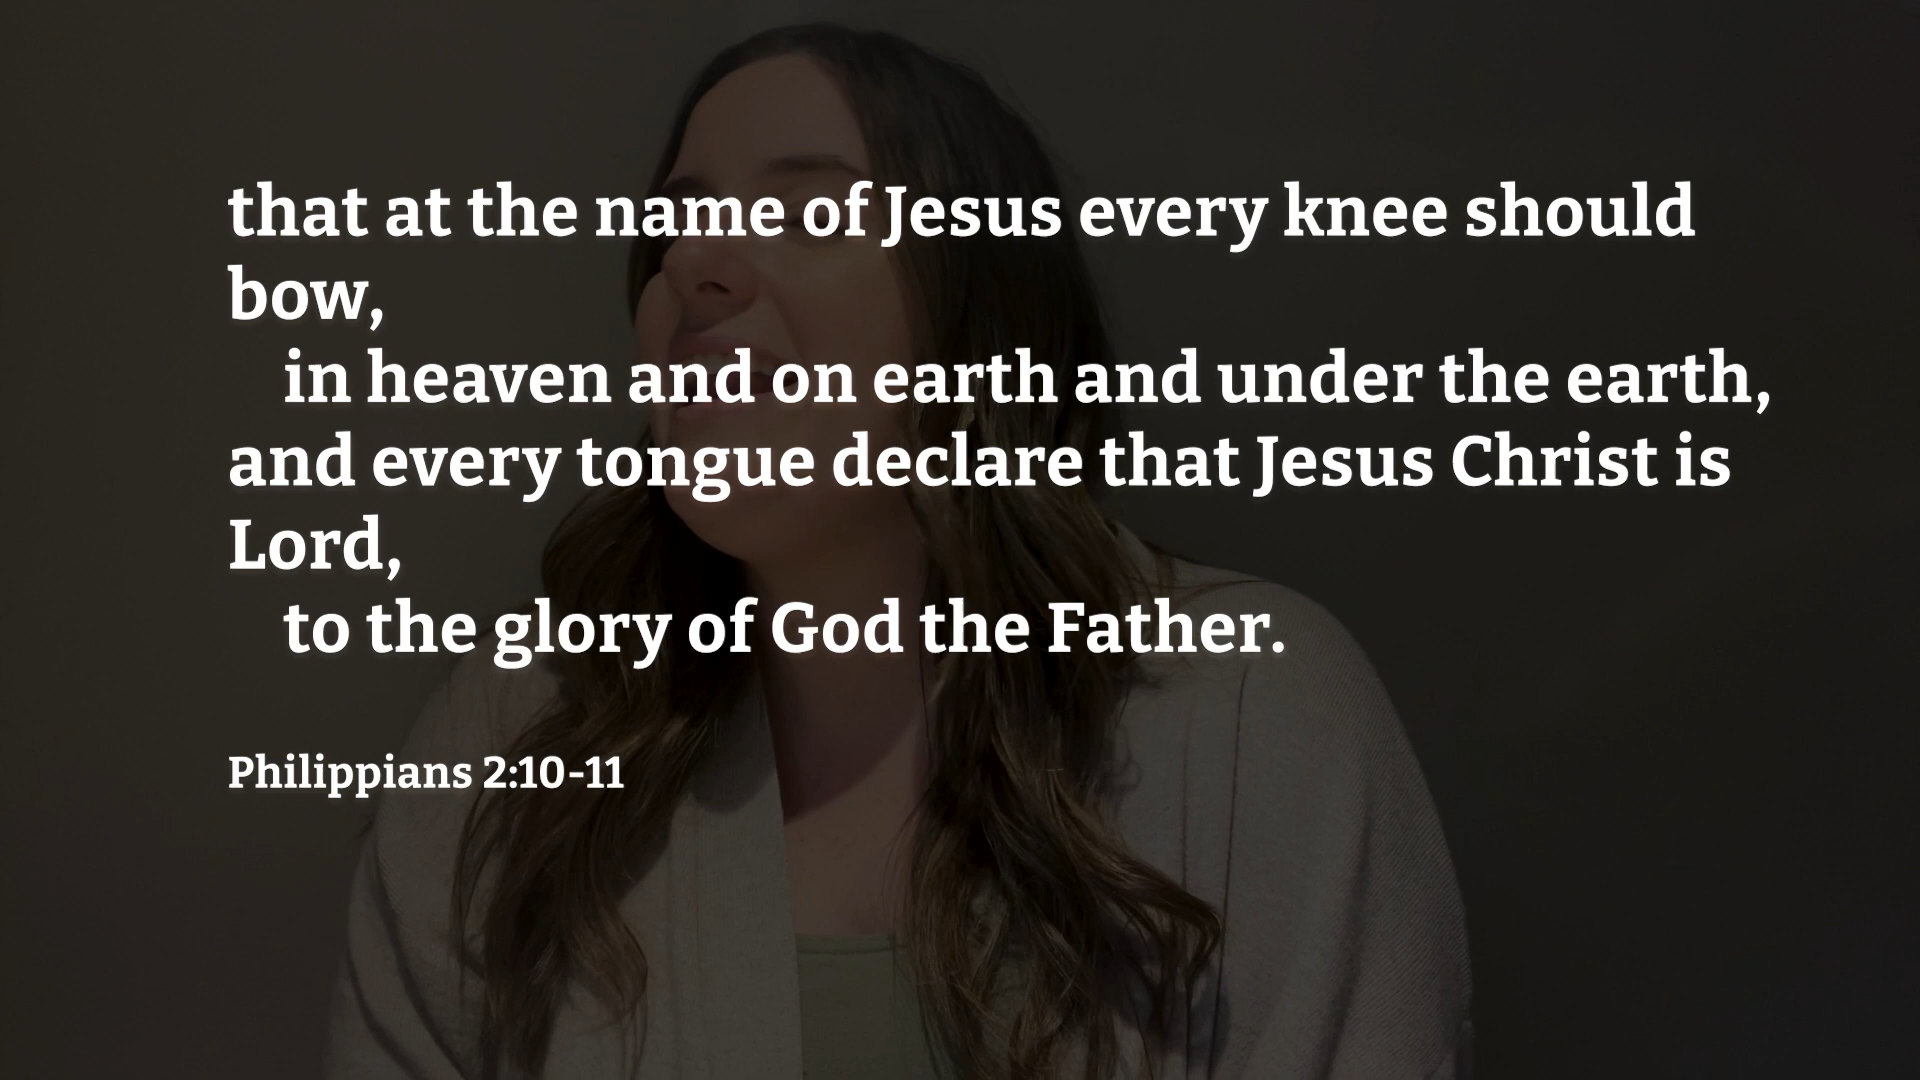 that at the name of Jesus every knee should
bow,
in heaven and on earth and under the earth,
and every tongue declare that Jesus Christ is
Lord,
to the glory of God the Father.
Philippians 2:10-11